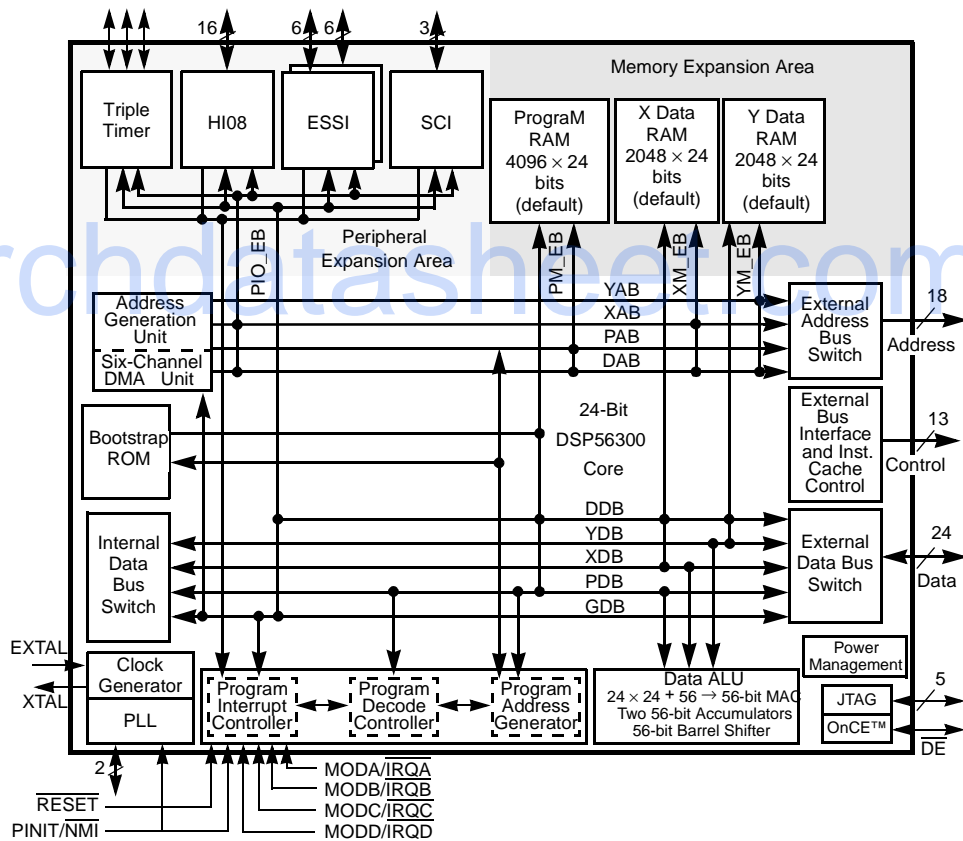 16 6 6 3
Memory Expansion Area
Triple
Timer
HI08
ESSI
SCI
PrograM
RAM
4096 × 24
bits
(default)
X Data
RAM
2048 × 24
bits
(default)
Y Data
RAM
2048 × 24
bits
(default)
Peripheral
Expansion Area
PIO_EB
PM_EB
XM_EB
YM_EB
rchdatasheet.com
Address
Generation
Unit
Six-Channel
DMA Unit
YAB
XAB
PAB
DAB
External
Address
Bus
Switch
18
Address
Bootstrap
ROM
24-Bit
DSP56300
Core
External
Bus
Interface
and Inst.
Cache
Control
13
Control
Internal
Data
Bus
Switch
DDB
YDB
XDB
PDB
GDB
External
Data Bus
Switch
24
Data
EXTAL
XTAL
Clock
Generator
PLL
2
Program
Interrupt
Controller
Program
Decode
Controller
Program
Address
Generator
Data ALU
24 × 24 + 56 → 56-bit MAC
Two 56-bit Accumulators
56-bit Barrel Shifter
Power
Management
JTAG
OnCE™
5
DE
RESET
PINIT/NMI
MODA/IRQA
MODB/IRQB
MODC/IRQC
MODD/IRQD